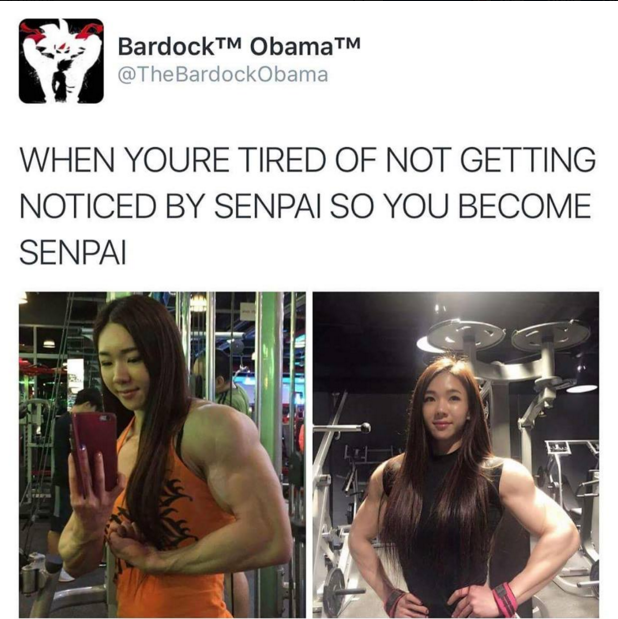 Bardock™ Obama™
@TheBardockObama
WHEN YOURE TIRED OF NOT GETTING
NOTICED BY SENPAI SO YOU BECOME
SENPAI